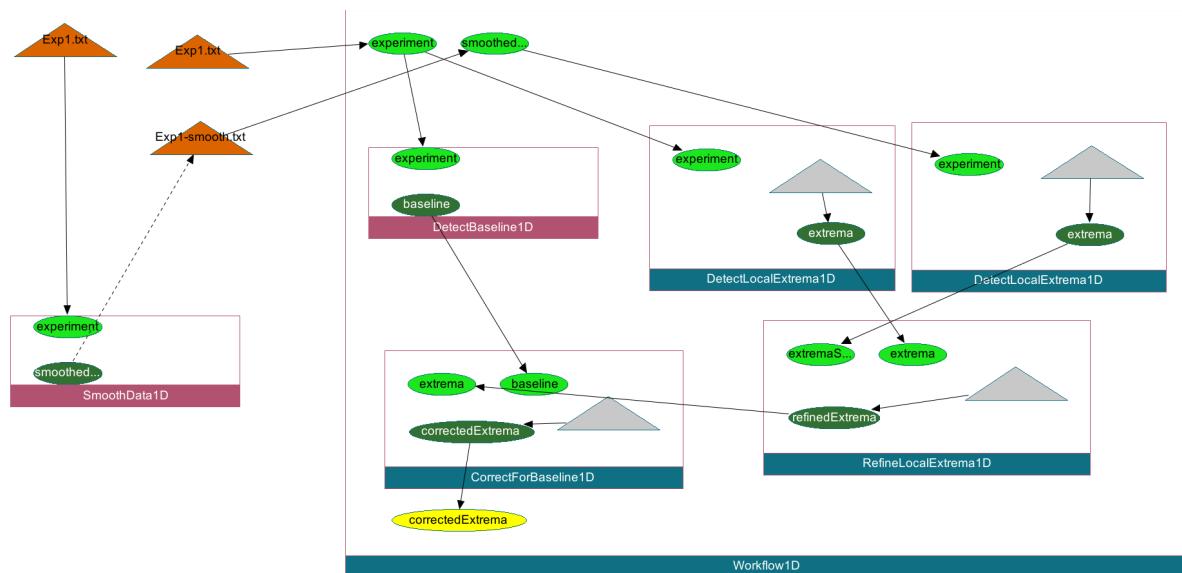 Exp1.txt
Exp1.txt
experiment
smoothed...
Exp1-smooth.txt
experiment
experiment
experiment
baseline
DetectBaseline1D
extrema
extrema
DetectLocalExtrema1D
DetectLocalExtrema1D
experiment
extremaS...
extrema
smoothed...
SmoothData1D
extrema
baseline
refinedExtrema
correctedExtrema
RefineLocalExtrema1D
CorrectForBaseline1D
correctedExtrema
Workflow1D